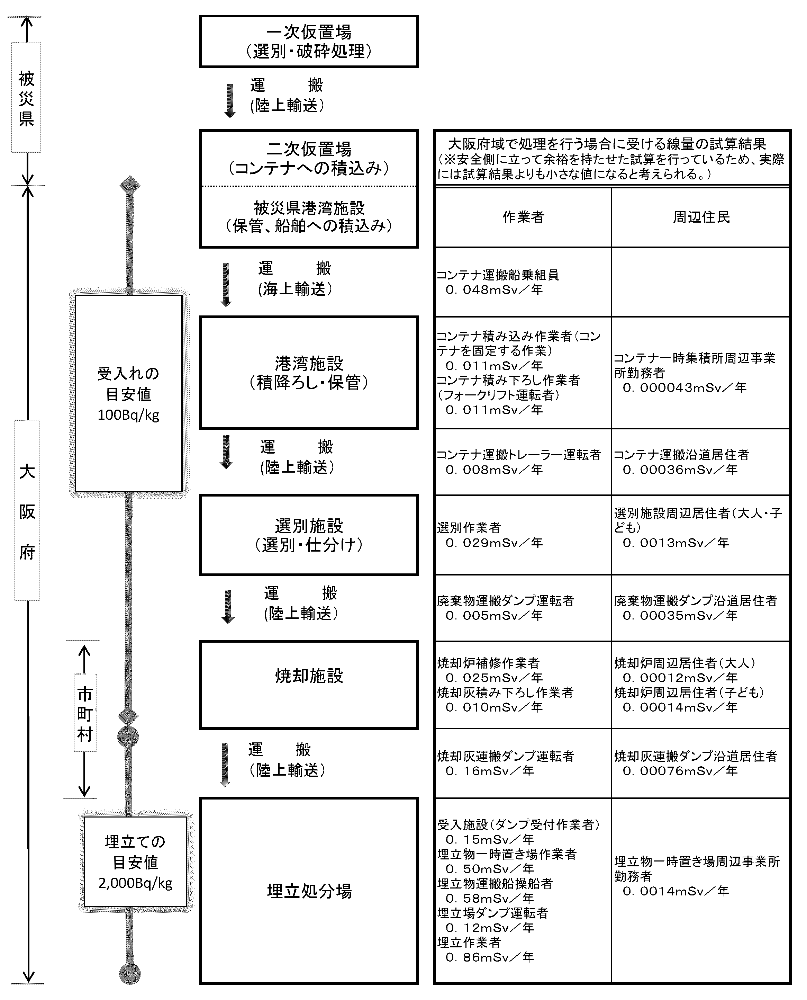 被災県
大阪府
市町村
受入れの
目安値
100Bq/kg
埋立ての
目安値
2,000Bq/kg
一次仮置場
（選別・破砕処理）
運　　搬
(陸上輸送）
二次仮置場
（コンテナへの積込み）
被災県港湾施設
（保管、船舶への積込み）
運　　搬
(海上輸送）
港湾施設
（積降ろし・保管）
運　　搬
(陸上輸送）
選別施設
（選別・仕分け）
運　　搬
(陸上輸送）
焼却施設
運　　搬
（陸上輸送）
埋立処分場
大阪府域で処理を行う場合に受ける線量の試算結果
（※安全側に立って余裕を持たせた試算を行っているため、実際
には試算結果よりも小さな値になると考えられる。）
作業者
周辺住民
コンテナ運搬船乗組員
０．０４８ｍＳｖ／年
コンテナ積み込み作業者（コン
テナを固定する作業）
０．０１１ｍＳｖ／年
コンテナ積み下ろし作業者
（フォークリフト運転者）
０．０１１ｍＳｖ／年
コンテナ一時集積所周辺事業
所勤務者
０．００００４３ｍＳｖ／年
コンテナ運搬トレーラー運転者
０．００８ｍＳｖ／年
コンテナ運搬沿道居住者
０．０００３６ｍＳｖ／年
選別作業者
０．０２９ｍＳｖ／年
選別施設周辺居住者（大人・子
ども）
０．００１３ｍＳｖ／年
廃棄物運搬ダンプ運転者
０．００５ｍＳｖ／年
廃棄物運搬ダンプ沿道居住者
０．０００３５ｍＳｖ／年
焼却炉補修作業者
０．０２５ｍＳｖ／年
焼却灰積み下ろし作業者
０．０１０ｍＳｖ／年
焼却炉周辺居住者（大人）
０．０００１２ｍＳｖ／年
焼却炉周辺居住者（子ども）
０．０００１４ｍＳｖ／年
焼却灰運搬ダンプ運転者
０．１６ｍＳｖ／年
焼却灰運搬ダンプ沿道居住者
０．０００７６ｍＳｖ／年
受入施設（ダンプ受付作業者）
０．１５ｍＳｖ／年
埋立物一時置き場作業者
０．５０ｍＳｖ／年
埋立物運搬船操船者
０．５８ｍＳｖ／年
埋立場ダンプ運転者
０．１２ｍＳｖ／年
埋立作業者
０．８６ｍＳｖ／年
埋立物一時置き場周辺事業所
勤務者
０．００１４ｍＳｖ／年